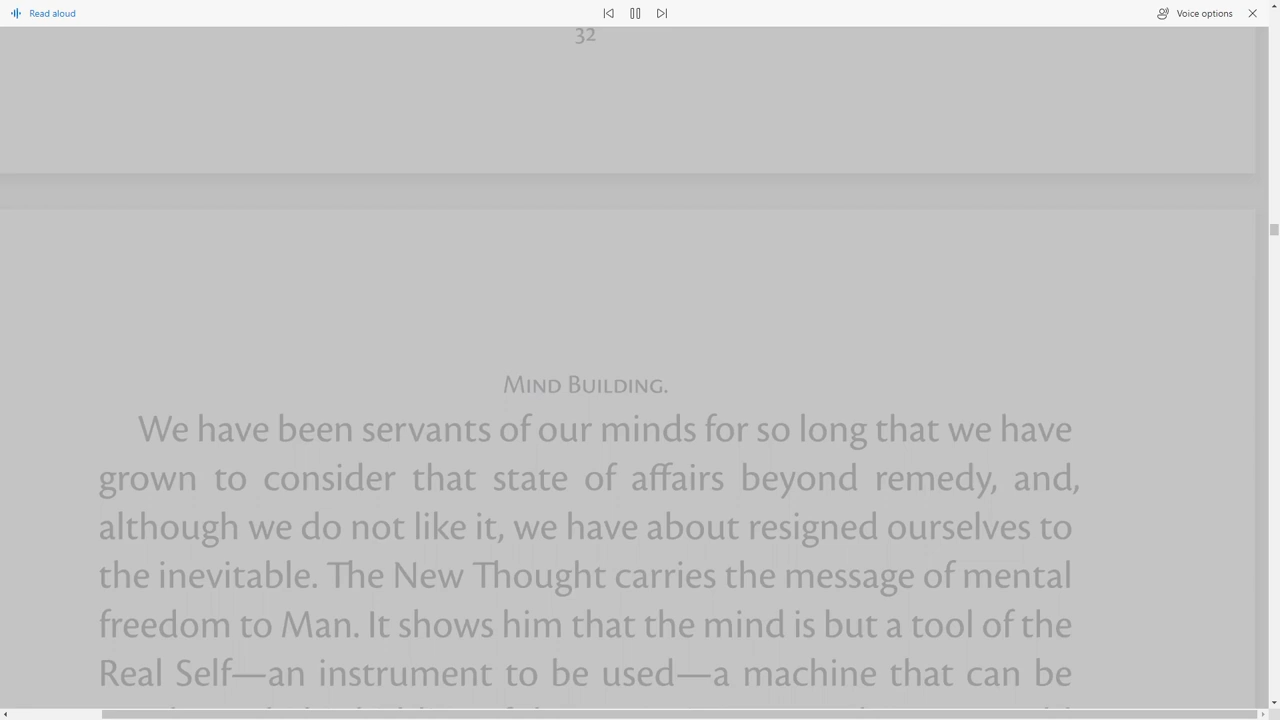 Read aloud
Voice options
32
Mind Building.
We have been servants of our minds for so long that we have
grown to consider that state of affairs beyond remedy, and,
although we do not like it, we have about resigned ourselves to
the inevitable. The New Thought carries the message of mental
freedom to Man. It shows him that the mind is but a tool of the
Real Self—an instrument to be used—a machine that can be